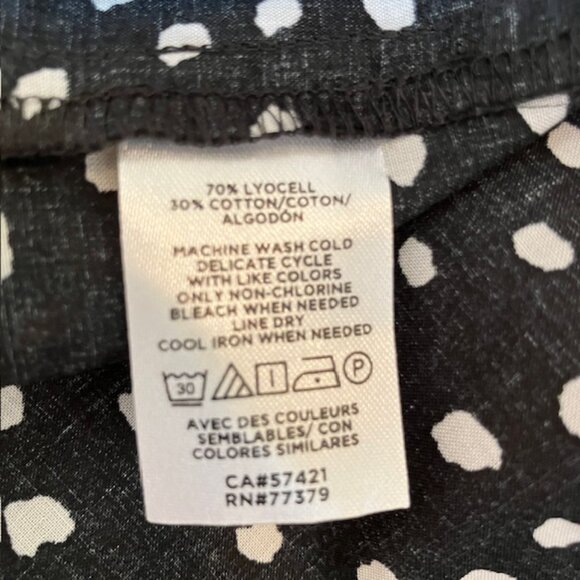 70% LYOCELL
30% COTTON/COTON/
ALGODÓN
MACHINE WASH COLD
DELICATE CYCLE
WITH LIKE COLORS
ONLY NON-CHLORINE
BLEACH WHEN NEEDED
LINE DRY
COOL IRON WHEN NEEDED
30 P
AVEC DES COULEURS
SEMBLABLES/ CON
COLORES SIMILARES
CA#57421
RN#77379